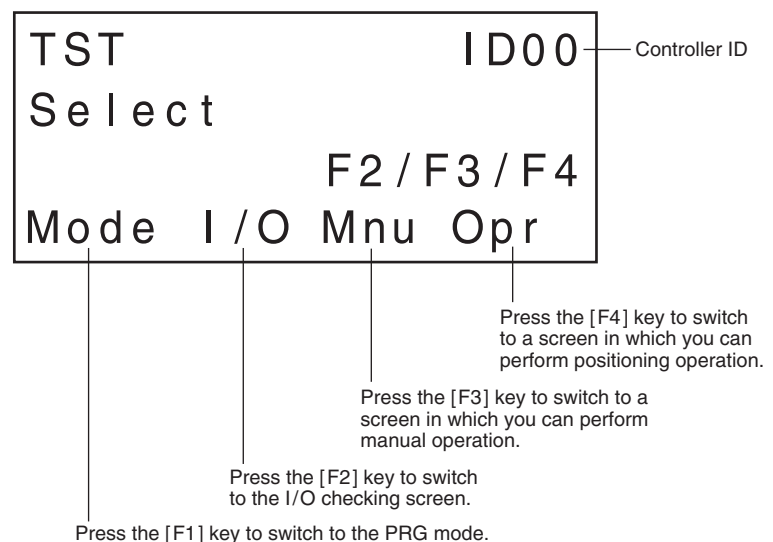 TST ID00
Controller ID
Select
F2/F3/F4
Mode I/O Mnu Opr
Press the [F4] key to switch
to a screen in which you can
perform positioning operation.
Press the [F3] key to switch to a
screen in which you can perform
manual operation.
Press the [F2] key to switch
to the I/O checking screen.
Press the [F1] key to switch to the PRG mode.